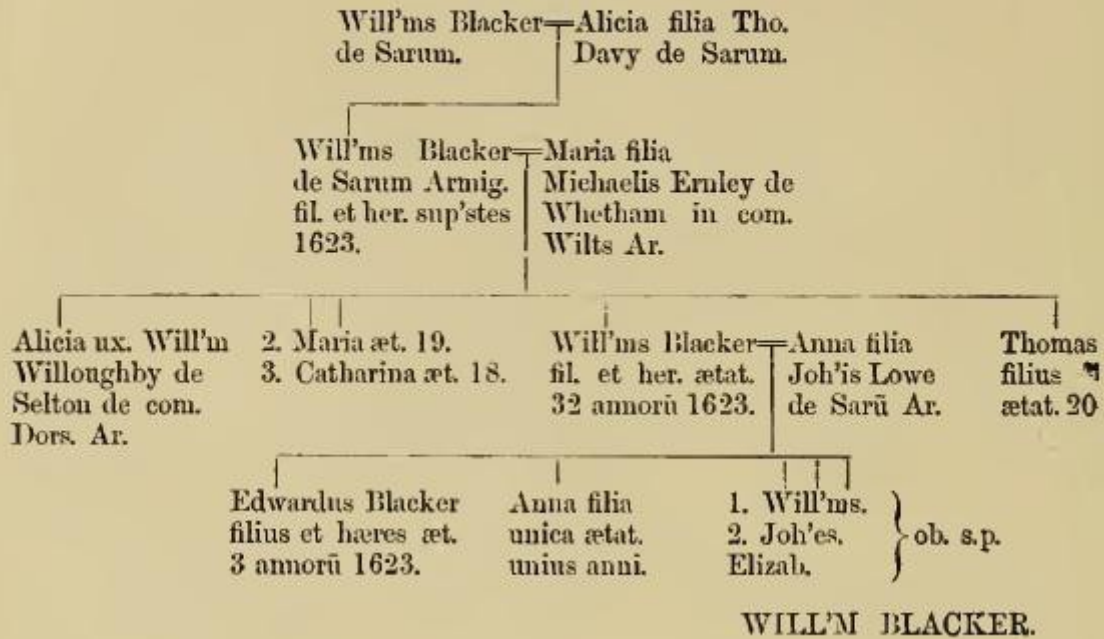 Will'ms Blacker
de Sarum.
Alicia filia Tho.
Davy de Sarum.
Will'ms Blacker
de Sarum Armig.
fil. et her. sup'stes
1623.
Maria filia
Michaelis Ernley de
Whetham in com.
Wilts Ar.
Alicia ux. Will'm
Willoughby de
Selton de com.
Dors. Ar.
2. Maria æt. 19.
3. Catharina æt. 18.
Will'ms Blacker
fil. et her. ætat.
32 annorū 1623.
Anna filia
Joh'is Lowe
de Sarū Ar.
Thomas
filius
ætat. 20
Edwardus Blacker
filius et hæres æt.
3 annorū 1623.
Anna filia
unica ætat.
unius anni.
1. Will'ms.
2. Joh'es.
Elizab.
ob. s.p.
WILL'M BLACKER.